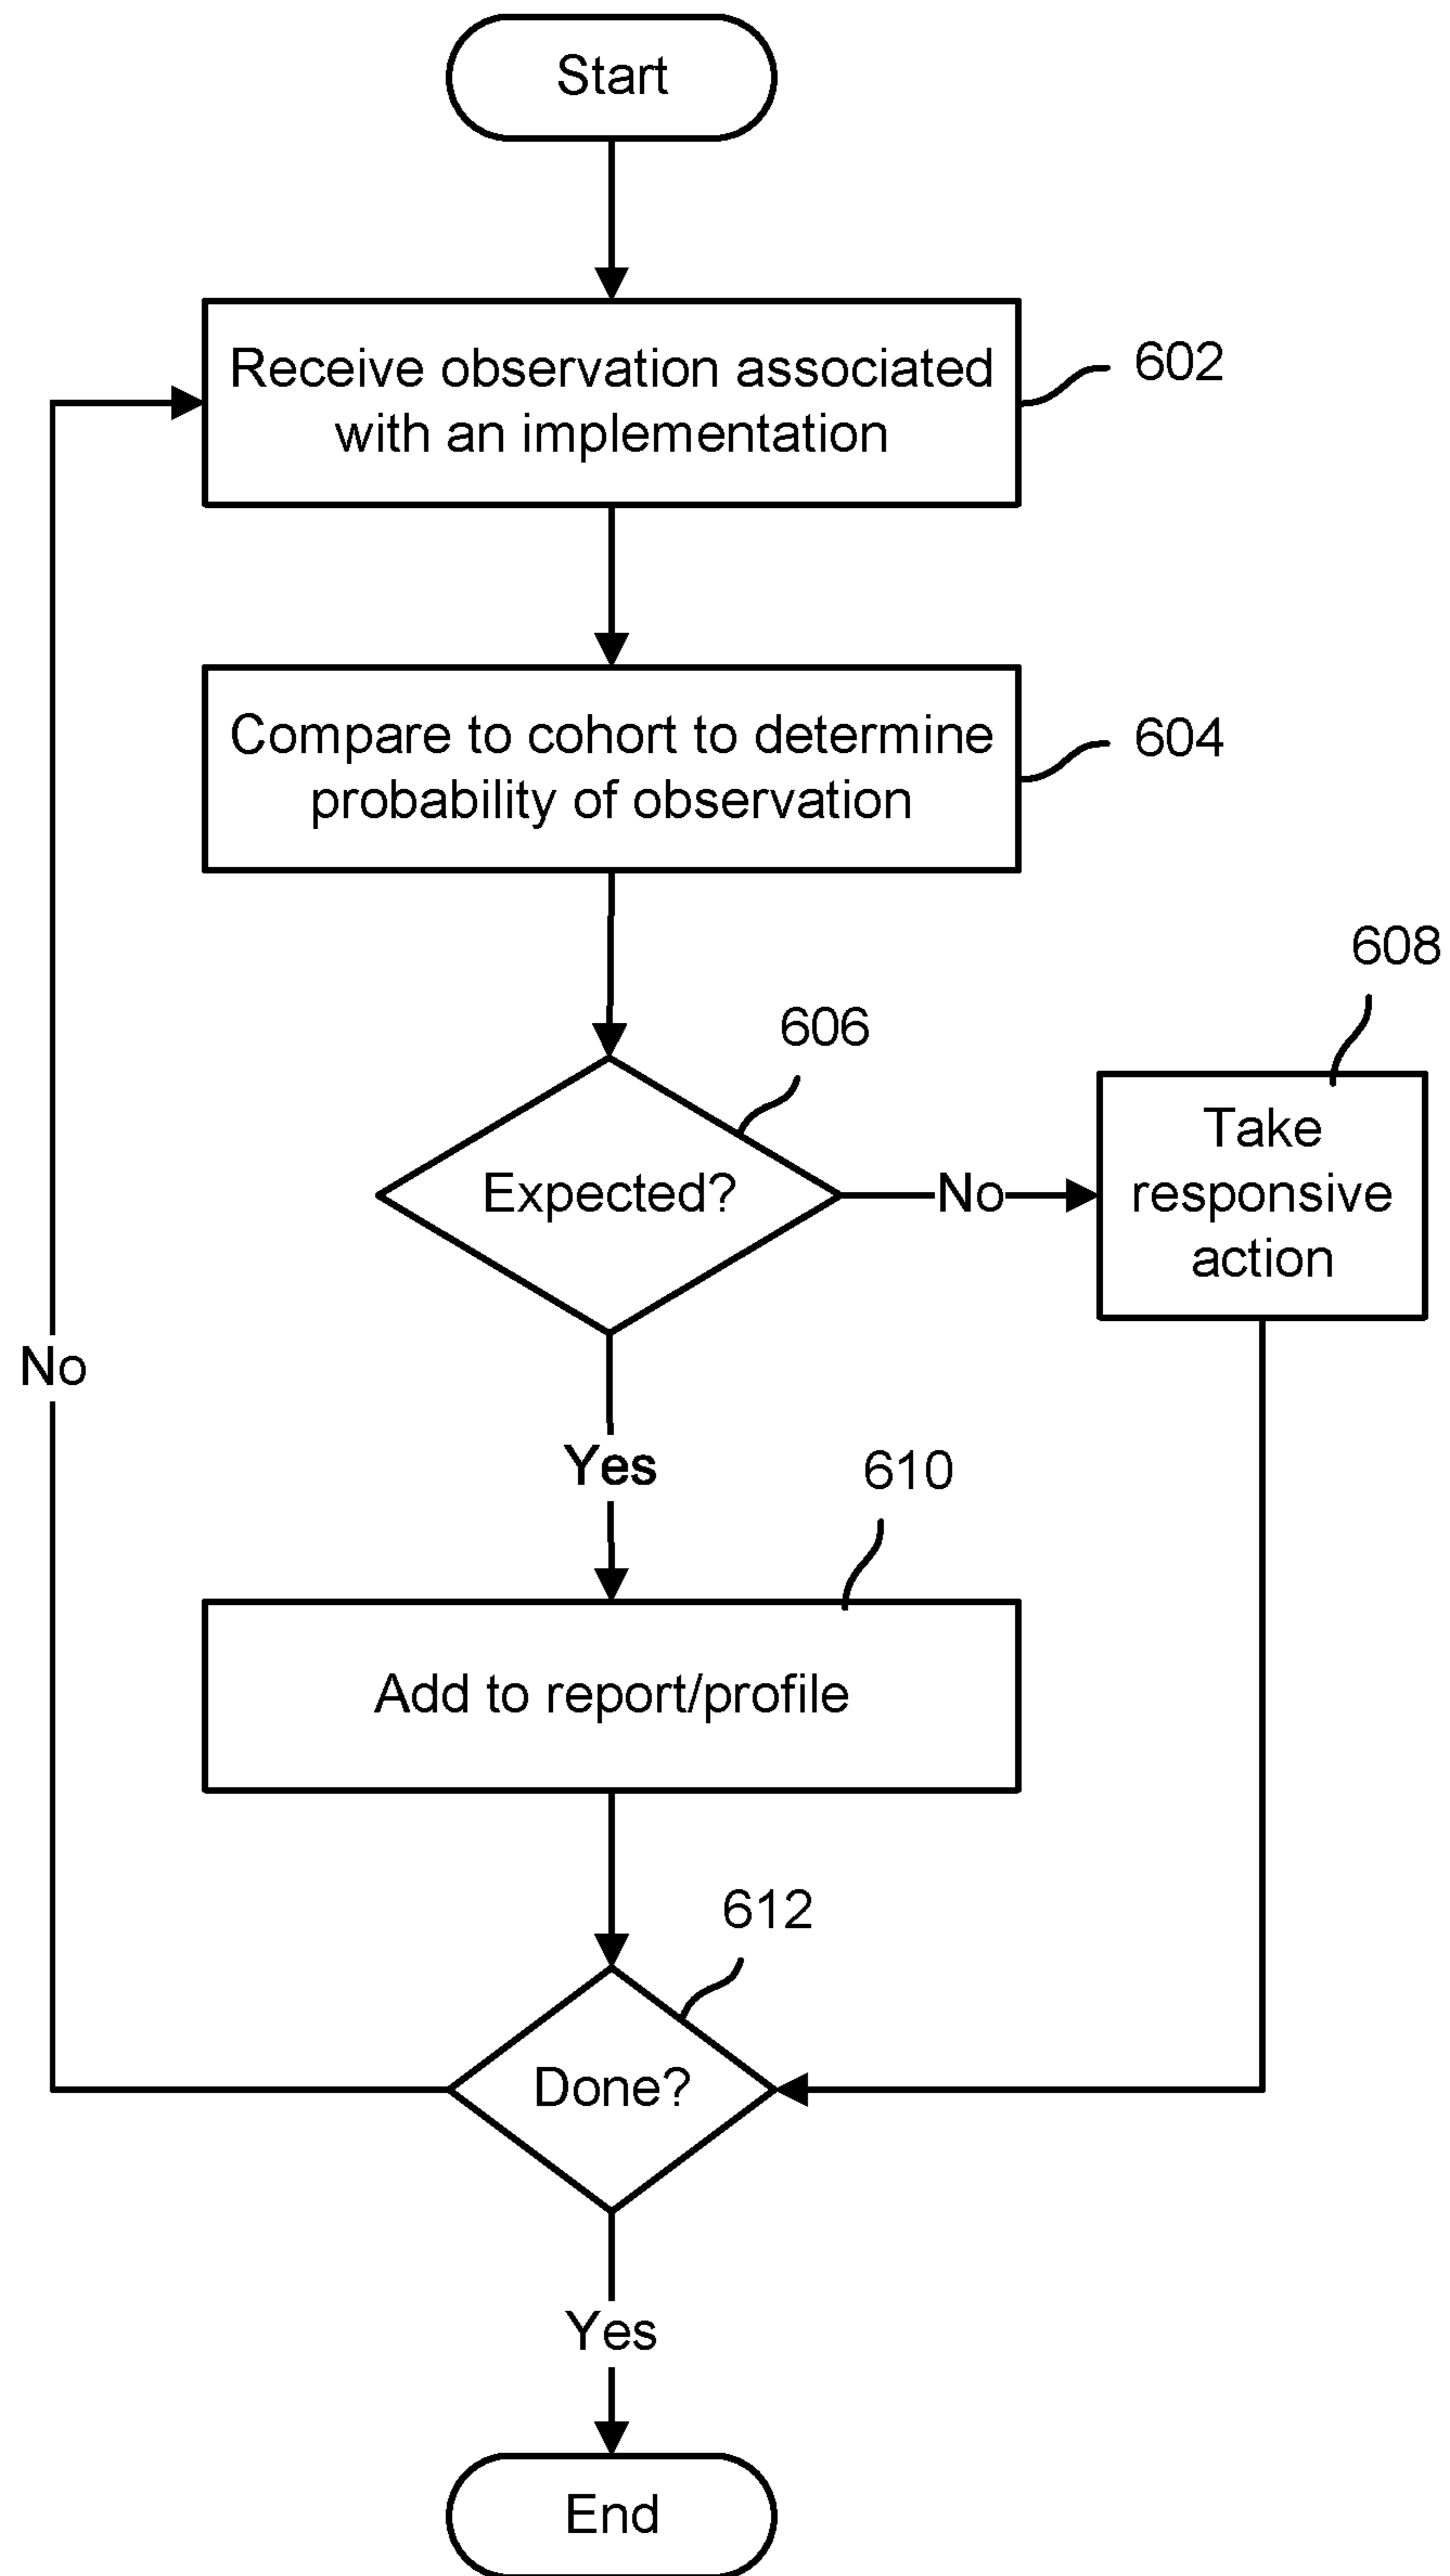 Start
Receive observation associated
with an implementation
602
Compare to cohort to determine
probability of observation
604
606
608
Expected?
No
Take
responsive
action
No
Yes
610
Add to report/profile
612
Done?
Yes
End